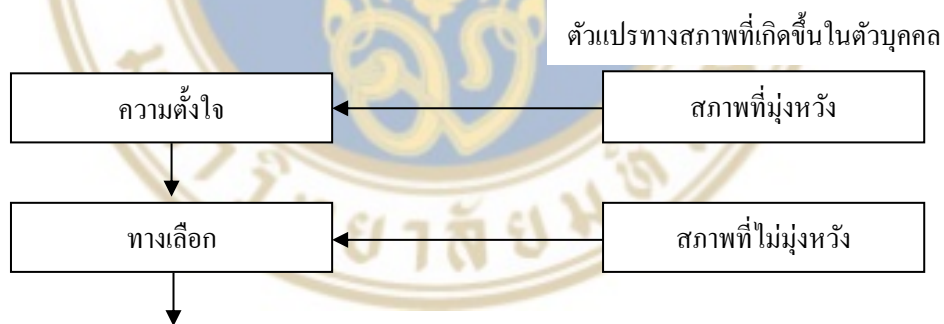 ตัวแปรทางสภาพที่เกิดขึ้นในตัวบุคคล
ความตั้งใจ สภาพที่มุ่งหวัง
ทางเลือก สภาพที่ไม่มุ่งหวัง